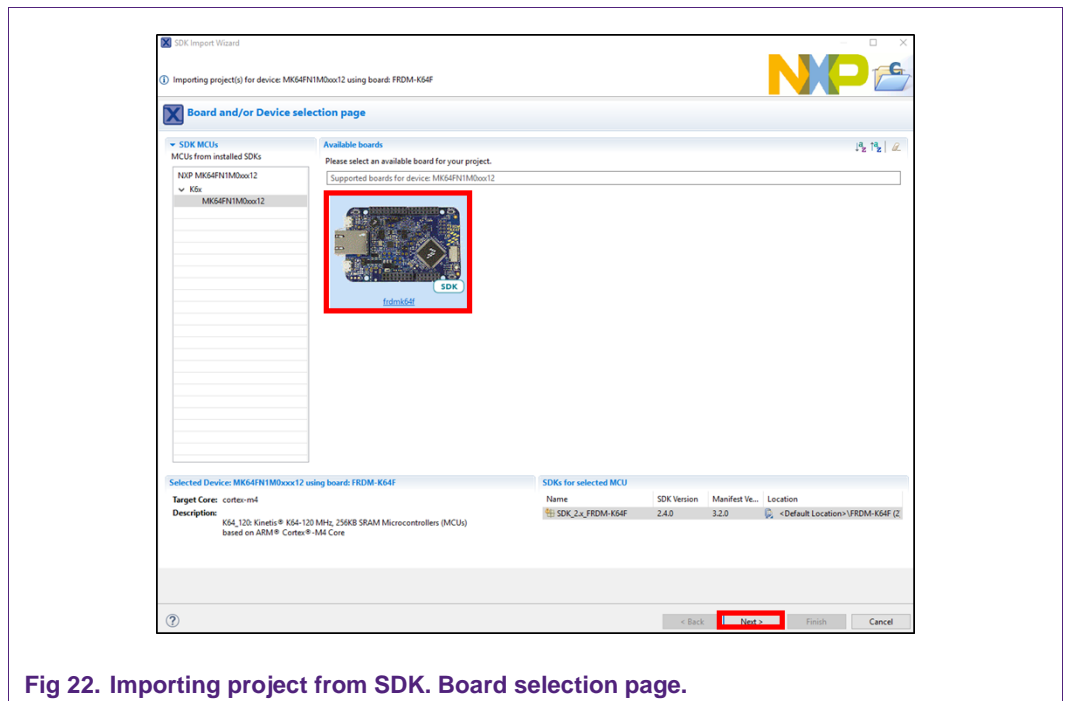 SDK Import Wizard
Importing project(s) for device: MK64FN1M0xxx12 using board: FRDM-K64F
NXP
C
Board and/or Device selection page
SDK MCUs
MCUs from installed SDKs
NXP MK64FN1M0xxx12
K6x
MK64FN1M0xxx12
Available boards
Please select an available board for your project.
Supported boards for device: MK64FN1M0xxx12
SDK
frdmk64f
Selected Device: MK64FN1M0xxx12 using board: FRDM-K64F
Target Core: cortex-m4
Description:
K64_120: Kinetis® K64-120 MHz, 256KB SRAM Microcontrollers (MCUs)
based on ARM® Cortex®-M4 Core
SDKs for selected MCU
Name SDK Version Manifest Ve... Location
SDK_2.x_FRDM-K64F 2.4.0 3.2.0 <Default Location>\FRDM-K64F (2
? < Back Next > Finish Cancel
Fig 22. Importing project from SDK. Board selection page.